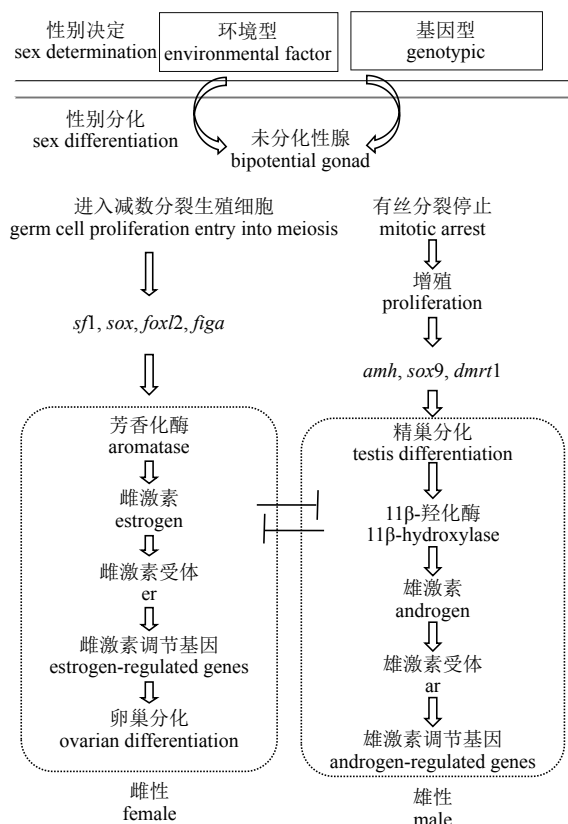 性别决定
sex determination
环境型
environmental factor
基因型
genotypic
性别分化
sex differentiation
未分化性腺
bipotential gonad
进入减数分裂生殖细胞
germ cell proliferation entry into meiosis
sf1, sox, foxl2, figa
芳香化酶
aromatase
雌激素
estrogen
雌激素受体
er
雌激素调节基因
estrogen-regulated genes
卵巢分化
ovarian differentiation
雌性
female
有丝分裂停止
mitotic arrest
增殖
proliferation
amh, sox9, dmrt1
精巢分化
testis differentiation
11β-羟化酶
11β-hydroxylase
雄激素
androgen
雄激素受体
ar
雄激素调节基因
androgen-regulated genes
雄性
male